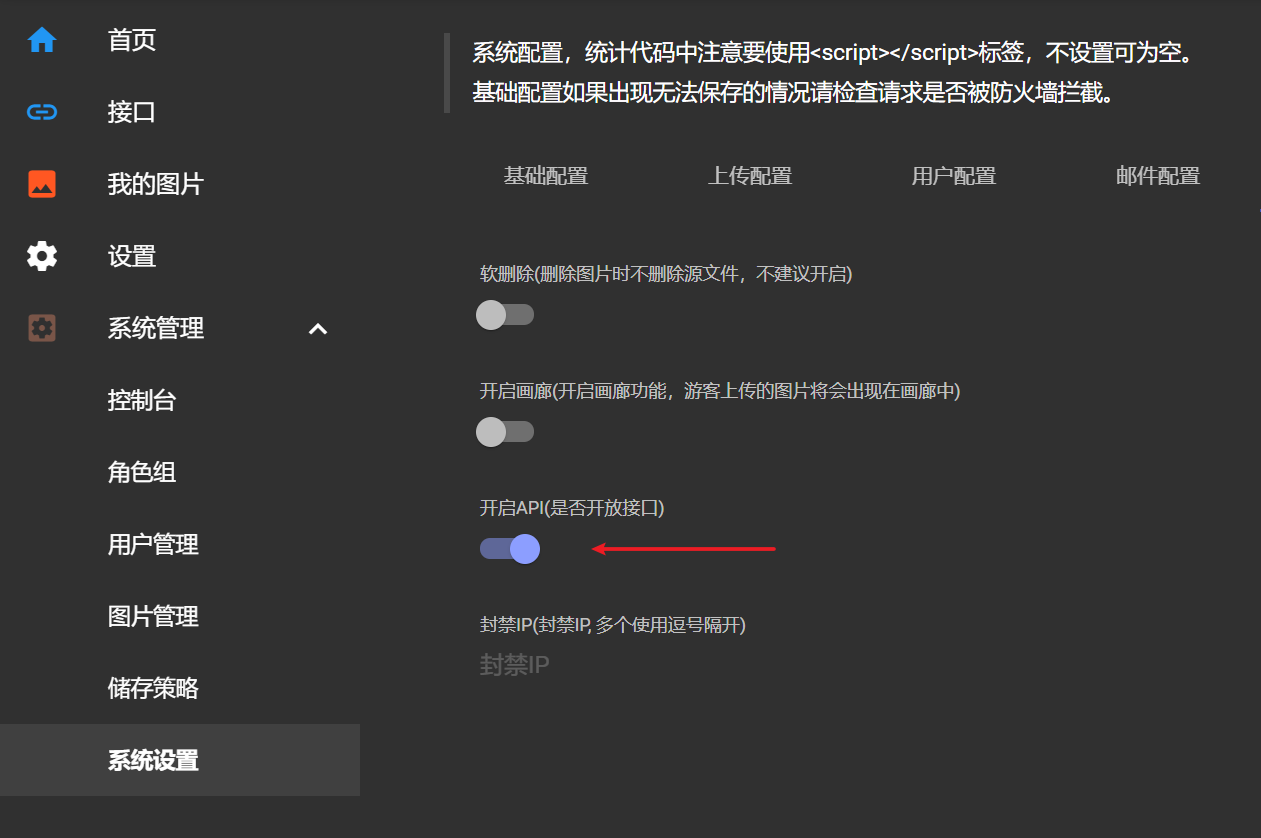 首页
接口
我的图片
设置
系统管理
控制台
角色组
用户管理
图片管理
储存策略
系统设置
系统配置，统计代码中注意要使用<script></script>标签，不设置可为空。
基础配置如果出现无法保存的情况请检查请求是否被防火墙拦截。
基础配置 上传配置 用户配置 邮件配置
软删除(删除图片时不删除源文件，不建议开启)
开启画廊(开启画廊功能，游客上传的图片将会出现在画廊中)
开启API(是否开放接口)
封禁IP(封禁IP, 多个使用逗号隔开)
封禁IP